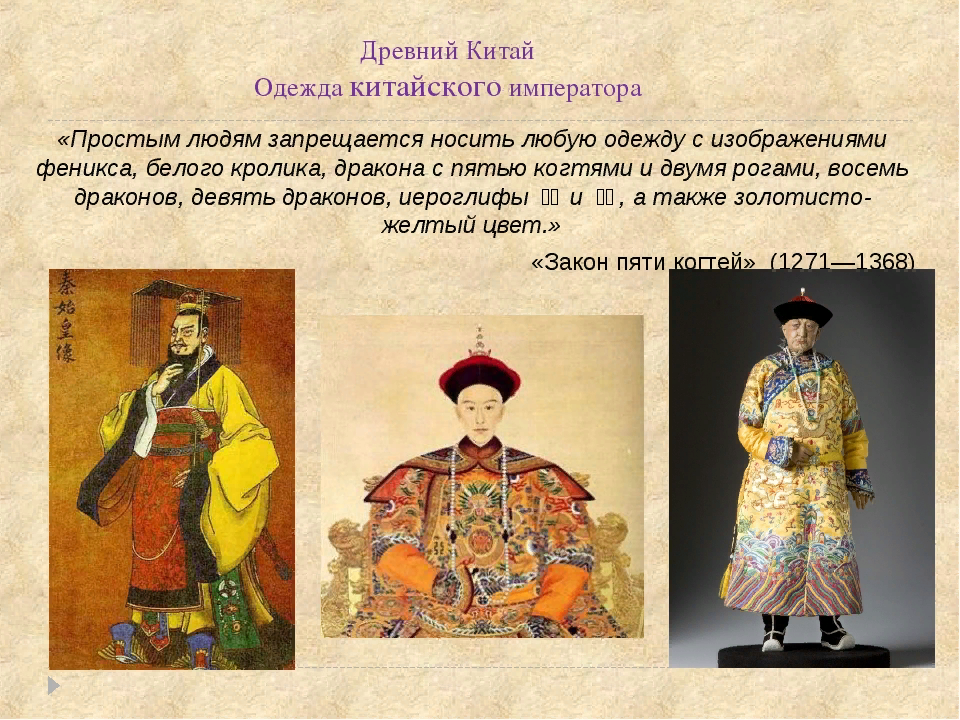 Древний Китай
Одежда китайского императора
«Простым людям запрещается носить любую одежду с изображениями
феникса, белого кролика, дракона с пятью когтями и двумя рогами, восемь
драконов, девять драконов, иероглифы и , а также золотисто-
желтый цвет.»
«Закон пяти когтей» (1271—1368)
秦始皇像